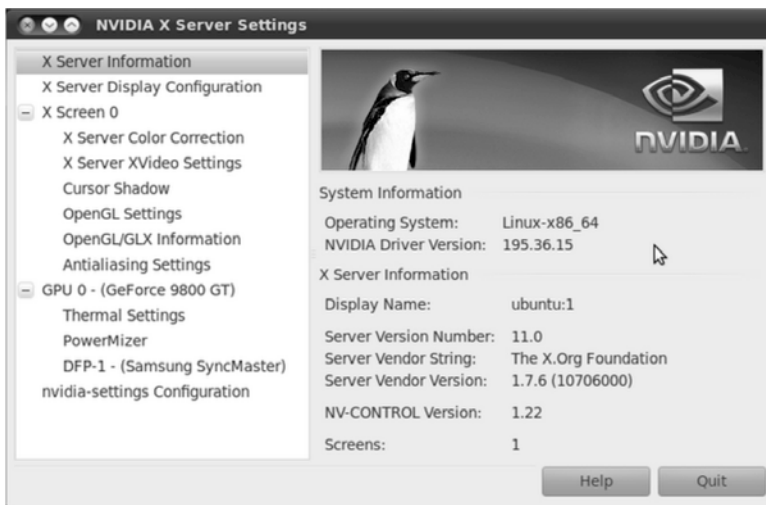 NVIDIA X Server Settings
X Server Information
X Server Display Configuration
X Screen 0
X Server Color Correction
X Server XVideo Settings
Cursor Shadow
OpenGL Settings
OpenGL/GLX Information
Antialiasing Settings
GPU 0 - (GeForce 9800 GT)
Thermal Settings
PowerMizer
DFP-1 - (Samsung SyncMaster)
nvidia-settings Configuration
NVIDIA.
System Information
Operating System: Linux-x86_64
NVIDIA Driver Version: 195.36.15
X Server Information
Display Name: ubuntu:1
Server Version Number: 11.0
Server Vendor String: The X.Org Foundation
Server Vendor Version: 1.7.6 (10706000)
NV-CONTROL Version: 1.22
Screens: 1
Help Quit